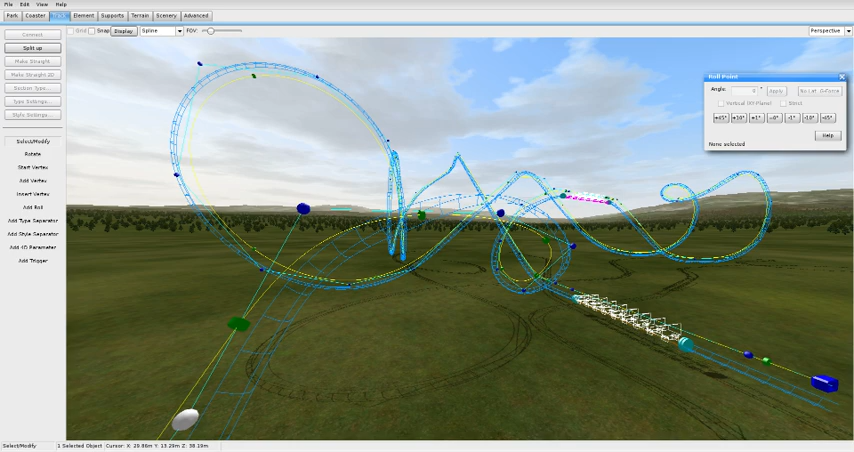 File Edit View Help
Park Coaster Track Element Supports Terrain Scenery Advanced
Grid Snap Display Spline FOV: Perspective
Connect
Split up
Make Straight
Make Straight 2D
Section Type...
Type Settings...
Style Settings...
Select/Modify
Rotate
Start Vertex
Add Vertex
Insert Vertex
Add Roll
Add Type Separator
Add Style Separator
Add 4D Parameter
Add Trigger
Roll Point
Angle: 0 ° Apply No Lat. G-Force
Vertical (XY-Plane) Strict
+45° +10° +1° =0° -1° -10° -45°
Help
None selected
Select/Modify 1 Selected Object Cursor: X: 20.86m Y: 13.29m Z: 38.19m